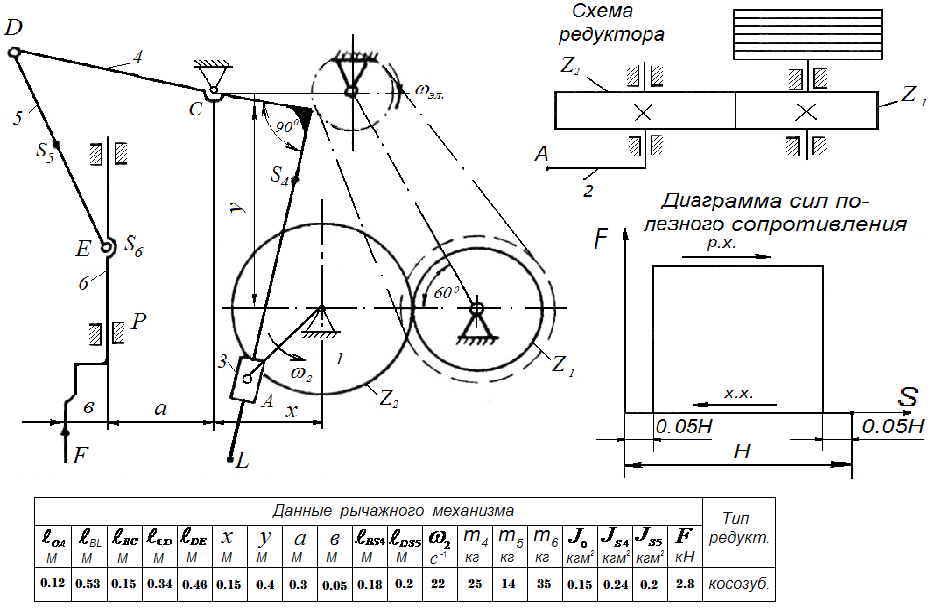 D
4
5
S5
C
ωэл.
90°
S4
y
E
S6
6
P
60°
3
A
ω2
1
Z2
Z1
в
a
x
F
L
Схема
редуктора
Z2
Z1
A
2
Диаграмма сил по-
лезного сопротивления
F
р.х.
х.х.
S
0.05H
0.05H
H
Данные рычажного механизма
Тип
редукт.
ℓOA ℓBL ℓBC ℓCD ℓDE x y a в ℓBS4 ℓDS5 ω2 m4 m5 m6 J0 JS4 JS5 F
м м м м м м м м м м м с⁻¹ кг кг кг кгм² кгм² кгм² кН
0.12 0.53 0.15 0.34 0.46 0.15 0.4 0.3 0.05 0.18 0.2 22 25 14 35 0.15 0.24 0.2 2.8 косозуб.